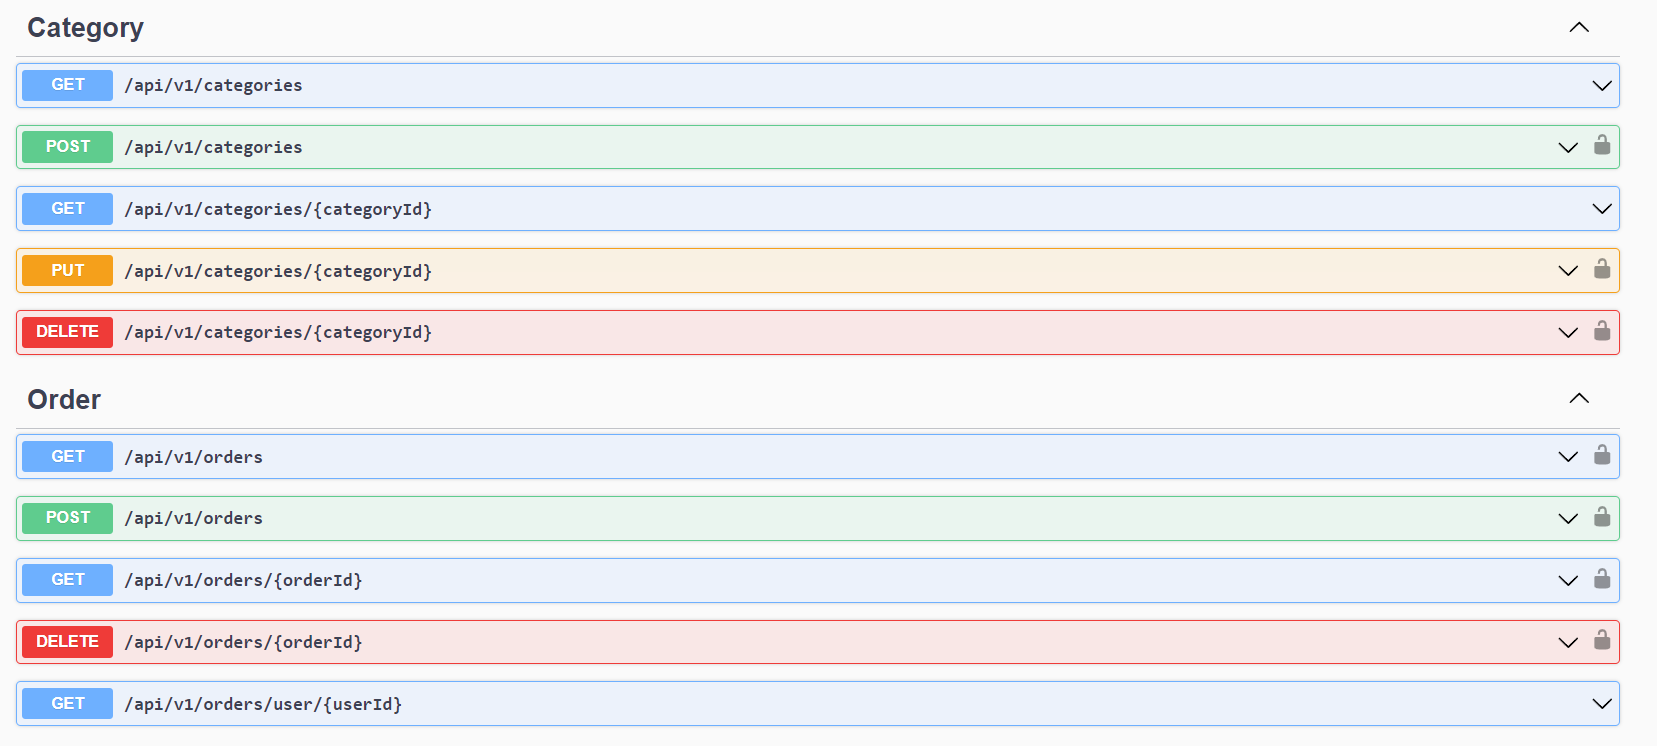 Category
GET /api/v1/categories
POST /api/v1/categories
GET /api/v1/categories/{categoryId}
PUT /api/v1/categories/{categoryId}
DELETE /api/v1/categories/{categoryId}
Order
GET /api/v1/orders
POST /api/v1/orders
GET /api/v1/orders/{orderId}
DELETE /api/v1/orders/{orderId}
GET /api/v1/orders/user/{userId}